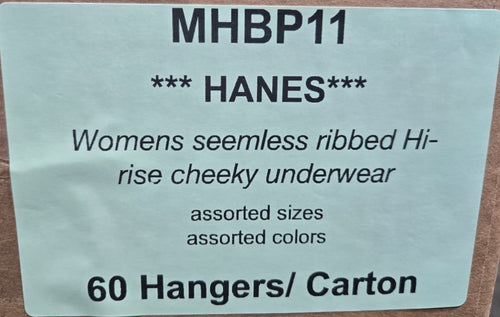 MHBP11
*** HANES***
Womens seemless ribbed Hi-
rise cheeky underwear
assorted sizes
assorted colors
60 Hangers/ Carton